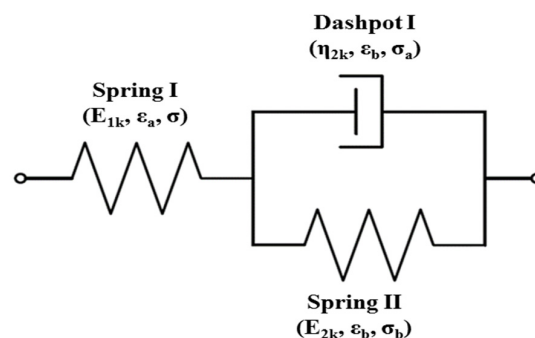 Dashpot I
(η2k, εb, σa)
Spring I
(E1k, εa, σ)
Spring II
(E2k, εb, σb)